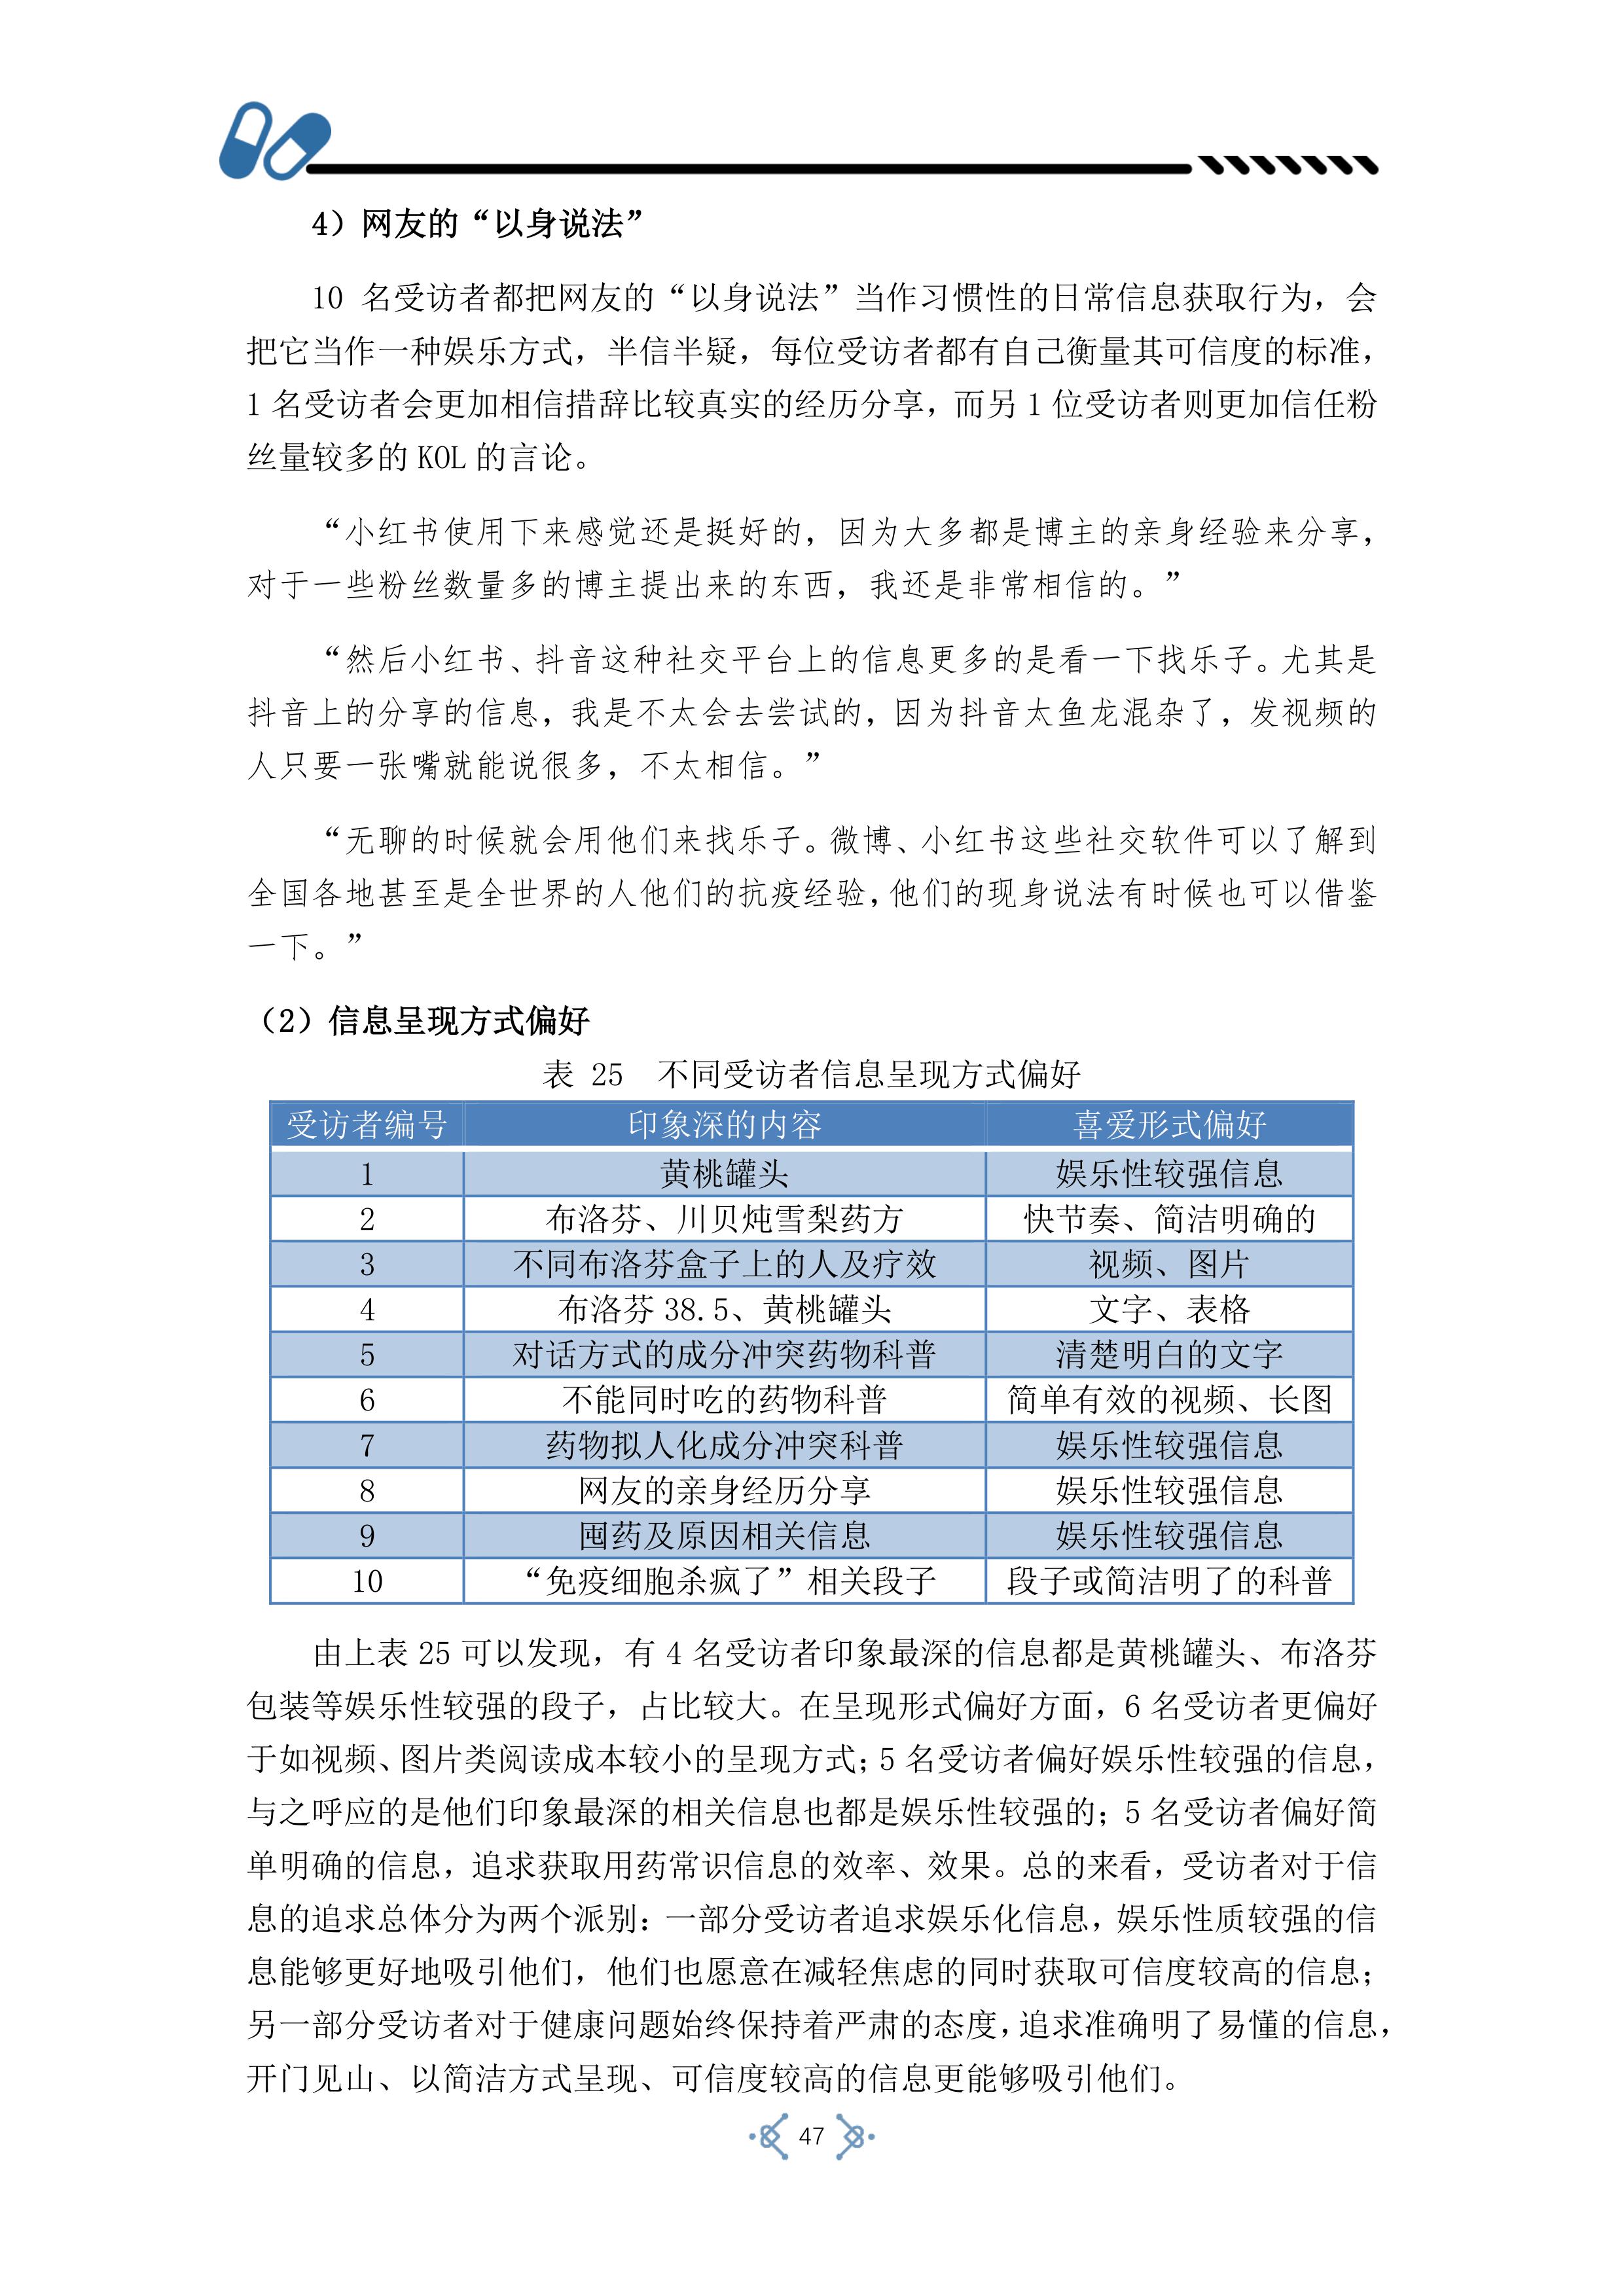 4）网友的“以身说法”
10 名受访者都把网友的“以身说法”当作习惯性的日常信息获取行为，会
把它当作一种娱乐方式，半信半疑，每位受访者都有自己衡量其可信度的标准，
1 名受访者会更加相信措辞比较真实的经历分享，而另 1 位受访者则更加信任粉
丝量较多的 KOL 的言论。
“小红书使用下来感觉还是挺好的，因为大多都是博主的亲身经验来分享，
对于一些粉丝数量多的博主提出来的东西，我还是非常相信的。”
“然后小红书、抖音这种社交平台上的信息更多的是看一下找乐子。尤其是
抖音上的分享的信息，我是不太会去尝试的，因为抖音太鱼龙混杂了，发视频的
人只要一张嘴就能说很多，不太相信。”
“无聊的时候就会用他们来找乐子。微博、小红书这些社交软件可以了解到
全国各地甚至是全世界的人他们的抗疫经验，他们的现身说法有时候也可以借鉴
一下。”
（2）信息呈现方式偏好
表 25 不同受访者信息呈现方式偏好
受访者编号 印象深的内容 喜爱形式偏好
1 黄桃罐头 娱乐性较强信息
2 布洛芬、川贝炖雪梨药方 快节奏、简洁明确的
3 不同布洛芬盒子上的人及疗效 视频、图片
4 布洛芬 38.5、黄桃罐头 文字、表格
5 对话方式的成分冲突药物科普 清楚明白的文字
6 不能同时吃的药物科普 简单有效的视频、长图
7 药物拟人化成分冲突科普 娱乐性较强信息
8 网友的亲身经历分享 娱乐性较强信息
9 囤药及原因相关信息 娱乐性较强信息
10 “免疫细胞杀疯了”相关段子 段子或简洁明了的科普
由上表 25 可以发现，有 4 名受访者印象最深的信息都是黄桃罐头、布洛芬
包装等娱乐性较强的段子，占比较大。在呈现形式偏好方面，6 名受访者更偏好
于如视频、图片类阅读成本较小的呈现方式；5 名受访者偏好娱乐性较强的信息，
与之呼应的是他们印象最深的相关信息也都是娱乐性较强的；5 名受访者偏好简
单明确的信息，追求获取用药常识信息的效率、效果。总的来看，受访者对于信
息的追求总体分为两个派别：一部分受访者追求娱乐化信息，娱乐性质较强的信
息能够更好地吸引他们，他们也愿意在减轻焦虑的同时获取可信度较高的信息；
另一部分受访者对于健康问题始终保持着严肃的态度，追求准确明了易懂的信息，
开门见山、以简洁方式呈现、可信度较高的信息更能够吸引他们。
47